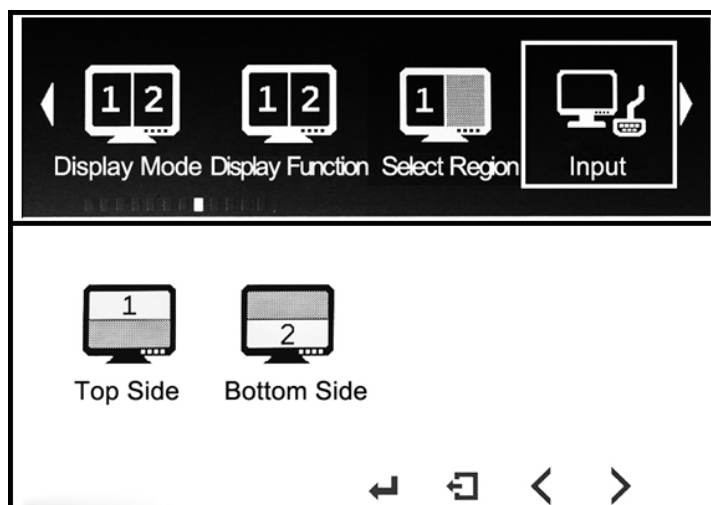 1 2
1 2
1
Display Mode Display Function Select Region Input
1
2
Top Side Bottom Side